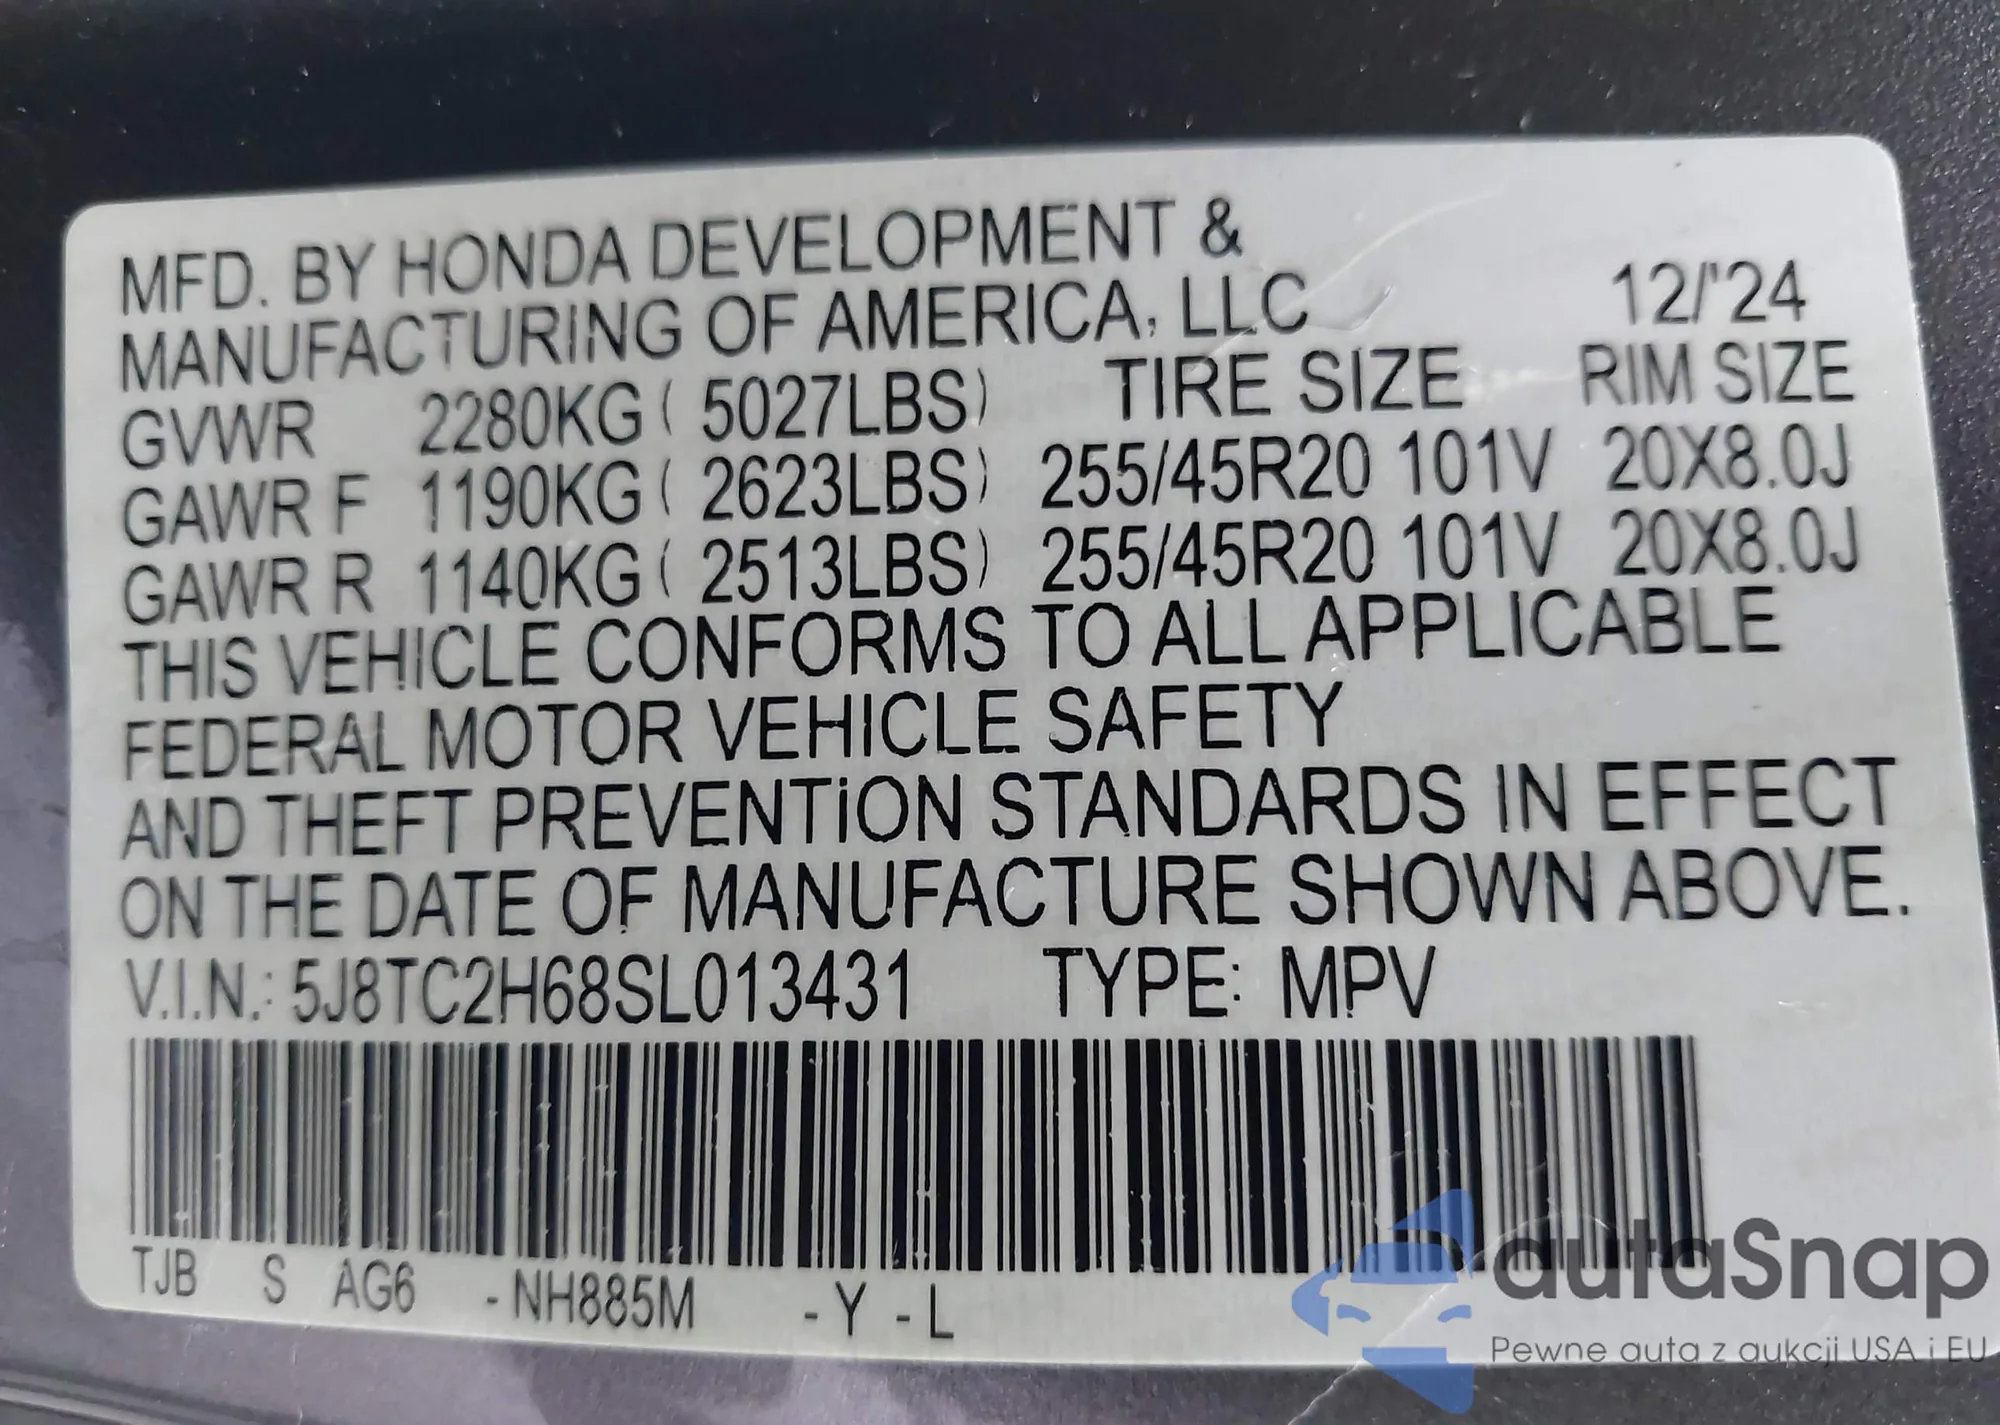 MFD. BY HONDA DEVELOPMENT &
MANUFACTURING OF AMERICA, LLC 12/'24
GVWR 2280KG ( 5027LBS) TIRE SIZE RIM SIZE
GAWR F 1190KG ( 2623LBS) 255/45R20 101V 20X8.0J
GAWR R 1140KG ( 2513LBS) 255/45R20 101V 20X8.0J
THIS VEHICLE CONFORMS TO ALL APPLICABLE
FEDERAL MOTOR VEHICLE SAFETY
AND THEFT PREVENTION STANDARDS IN EFFECT
ON THE DATE OF MANUFACTURE SHOWN ABOVE.
V.I.N.: 5J8TC2H68SL013431 TYPE: MPV
TJB S AG6 -NH885M -Y -L
autaSnap
Pewne auta z aukcji USA i EU